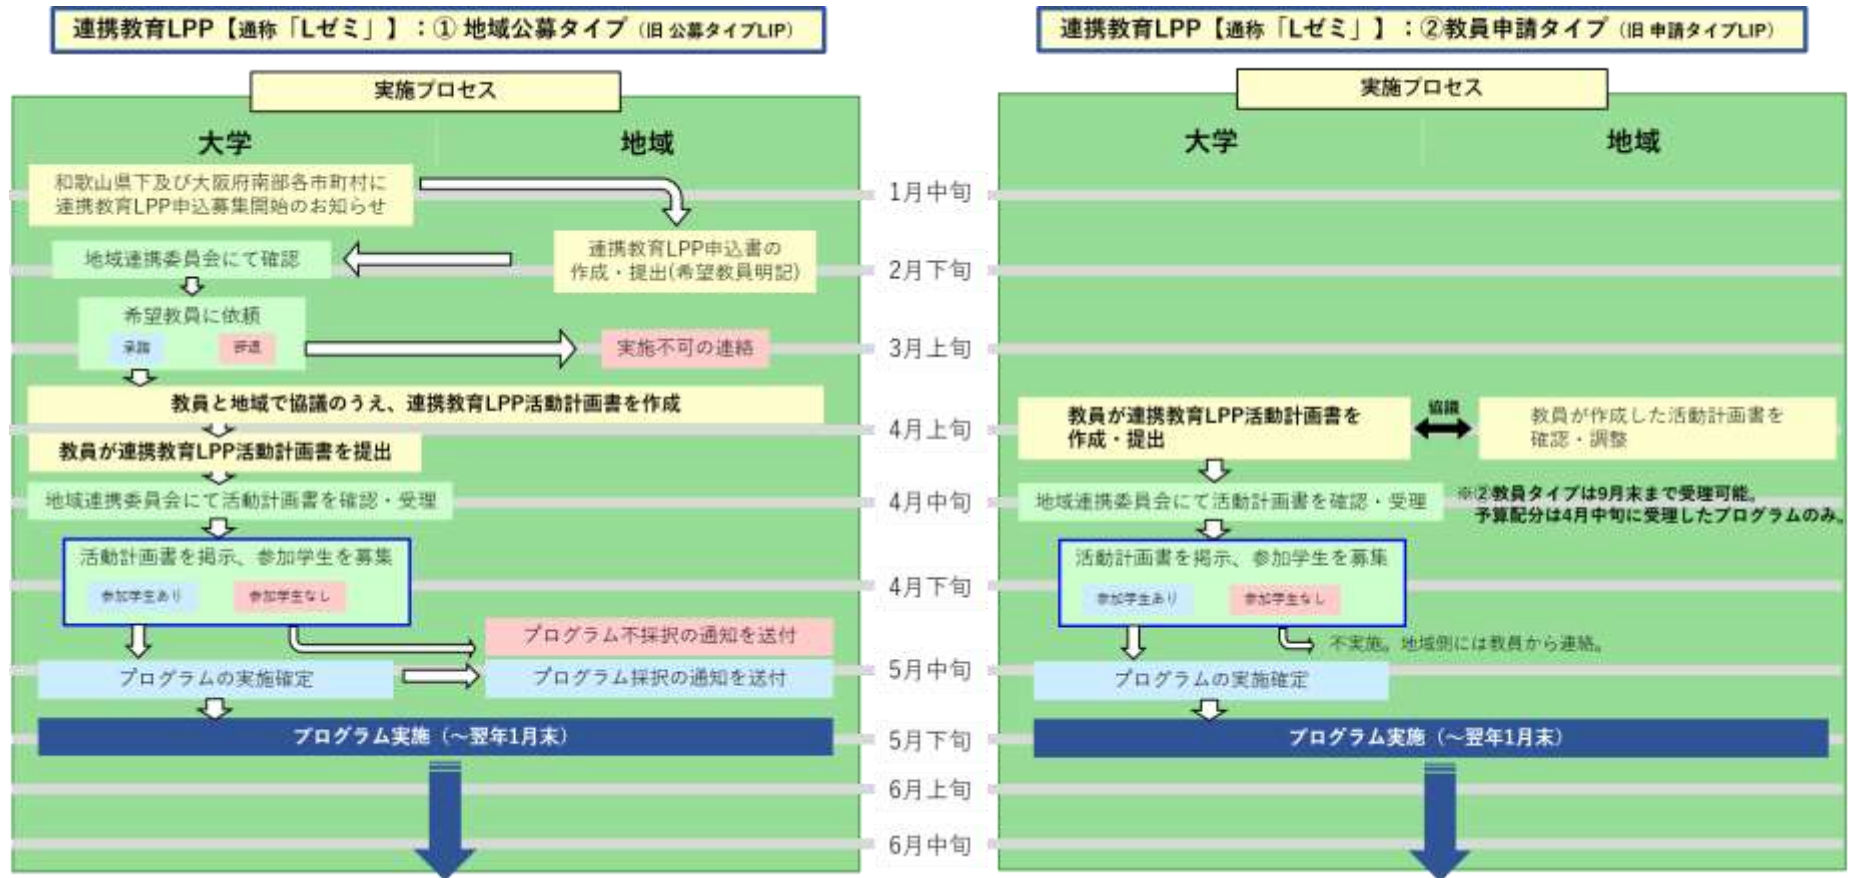 連携教育LPP【通称「Lゼミ」】：① 地域公募タイプ（旧 公募タイプLIP）
実施プロセス
大学
地域
和歌山県下及び大阪府南部各市町村に
連携教育LPP申込募集開始のお知らせ
連携教育LPP申込書の
作成・提出(希望教員明記)
地域連携委員会にて確認
希望教員に依頼
承諾
辞退
実施不可の連絡
教員と地域で協議のうえ、連携教育LPP活動計画書を作成
教員が連携教育LPP活動計画書を提出
地域連携委員会にて活動計画書を確認・受理
活動計画書を掲示、参加学生を募集
参加学生あり
参加学生なし
プログラム不採択の通知を送付
プログラムの実施確定
プログラム採択の通知を送付
プログラム実施（～翌年1月末）
1月中旬
2月下旬
3月上旬
4月上旬
4月中旬
4月下旬
5月中旬
5月下旬
6月上旬
6月中旬
連携教育LPP【通称「Lゼミ」】：②教員申請タイプ（旧 申請タイプLIP）
実施プロセス
大学
地域
教員が連携教育LPP活動計画書を
作成・提出
協議
教員が作成した活動計画書を
確認・調整
地域連携委員会にて活動計画書を確認・受理
※②教員タイプは9月末まで受理可能。
予算配分は4月中旬に受理したプログラムのみ。
活動計画書を掲示、参加学生を募集
参加学生あり
参加学生なし
不実施。地域側には教員から連絡。
プログラムの実施確定
プログラム実施（～翌年1月末）